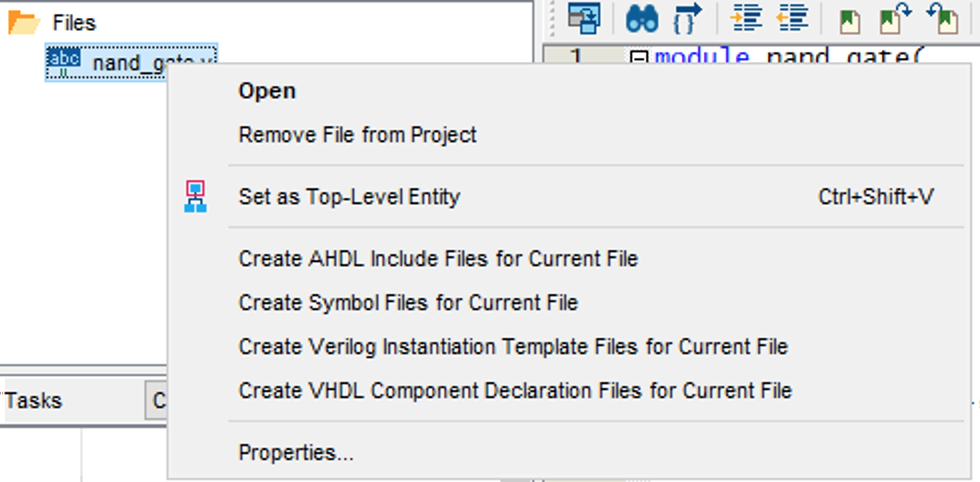 Files
abc nand_gate.v
1 module nand_gate(
Open
Remove File from Project
Set as Top-Level Entity Ctrl+Shift+V
Create AHDL Include Files for Current File
Create Symbol Files for Current File
Create Verilog Instantiation Template Files for Current File
Create VHDL Component Declaration Files for Current File
Tasks C
Properties...